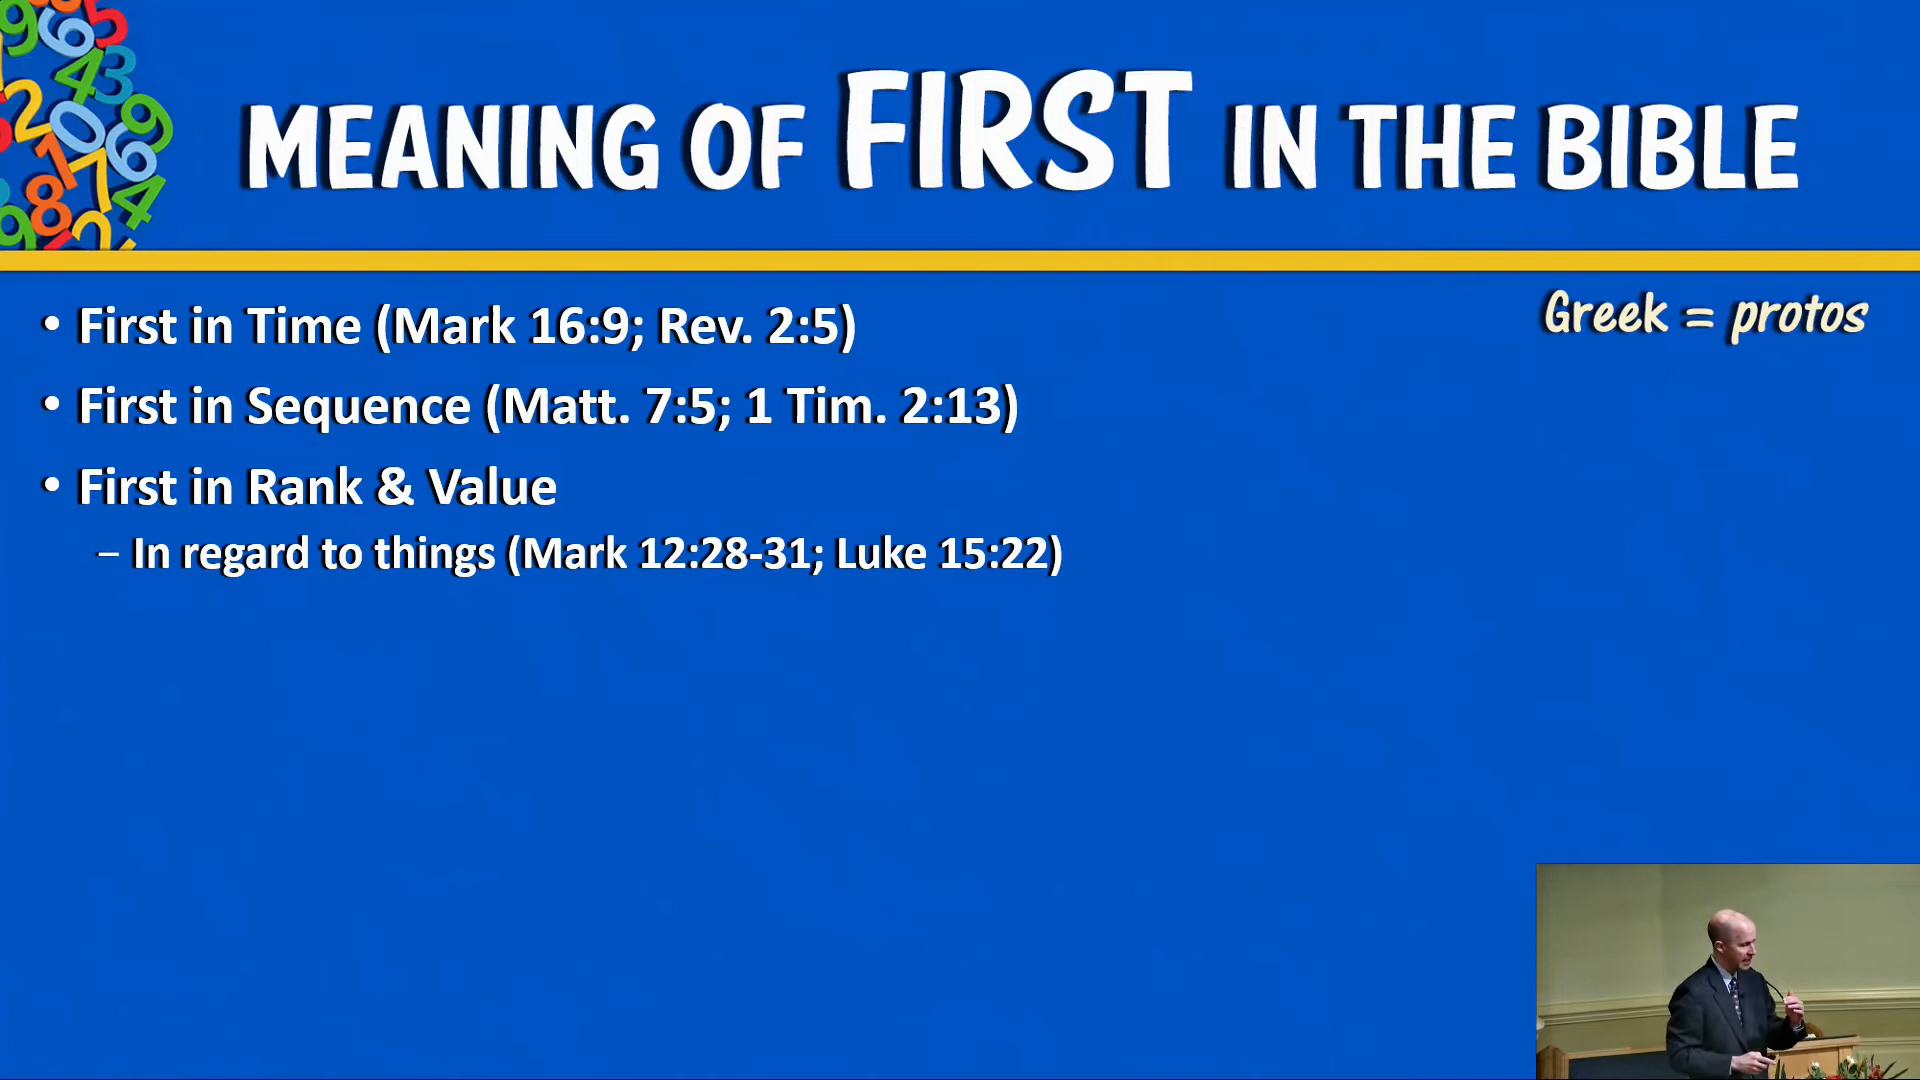 MEANING OF FIRST IN THE BIBLE
Greek = protos
• First in Time (Mark 16:9; Rev. 2:5)
• First in Sequence (Matt. 7:5; 1 Tim. 2:13)
• First in Rank & Value
– In regard to things (Mark 12:28-31; Luke 15:22)